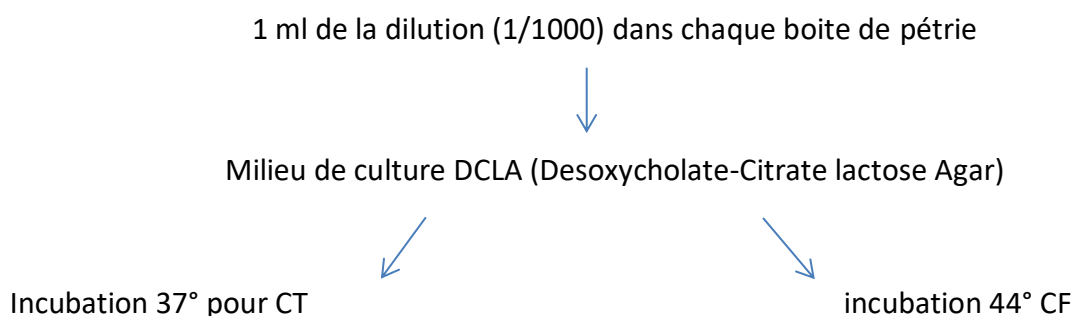 1 ml de la dilution (1/1000) dans chaque boite de pétrie
Milieu de culture DCLA (Desoxycholate-Citrate lactose Agar)
Incubation 37° pour CT
incubation 44° CF